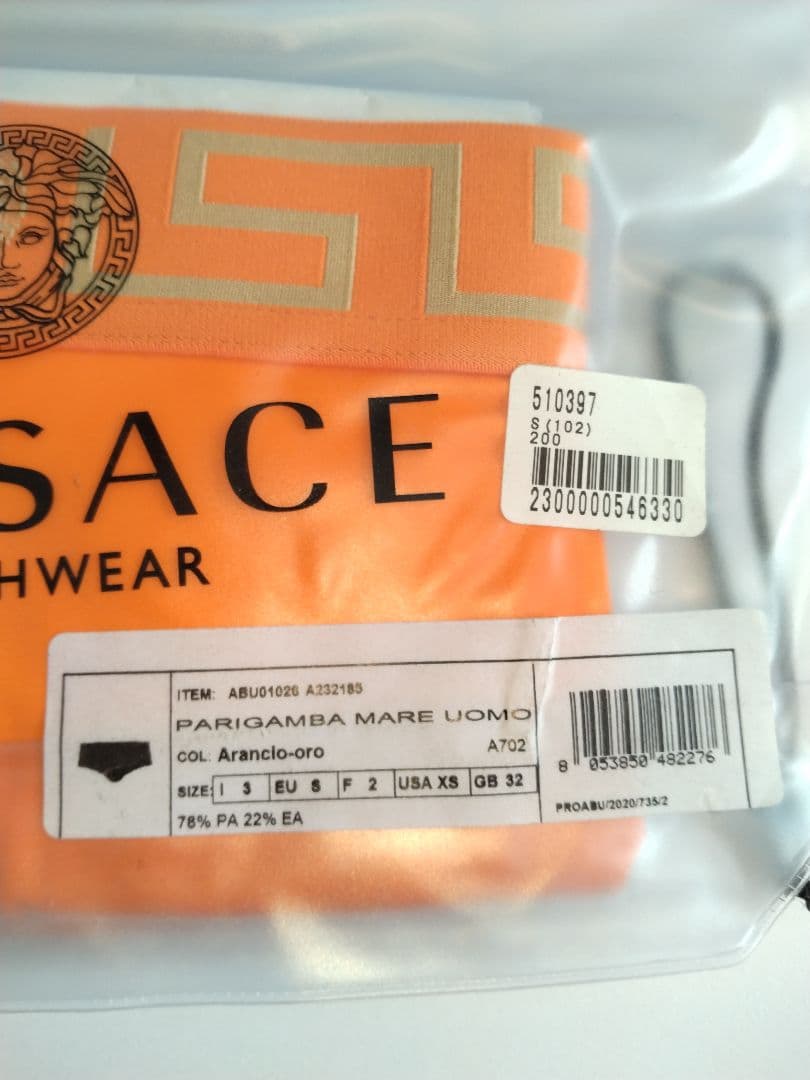 SACE
HWEAR
510397
S (102)
200
2300000546330
ITEM: ABU01026 A232185
PARIGAMBA MARE UOMO
COL: Arancio-oro A702
SIZE: I 3 EU S F 2 USA XS GB 32
78% PA 22% EA
8 053850 482276
PROABU/2020/735/2